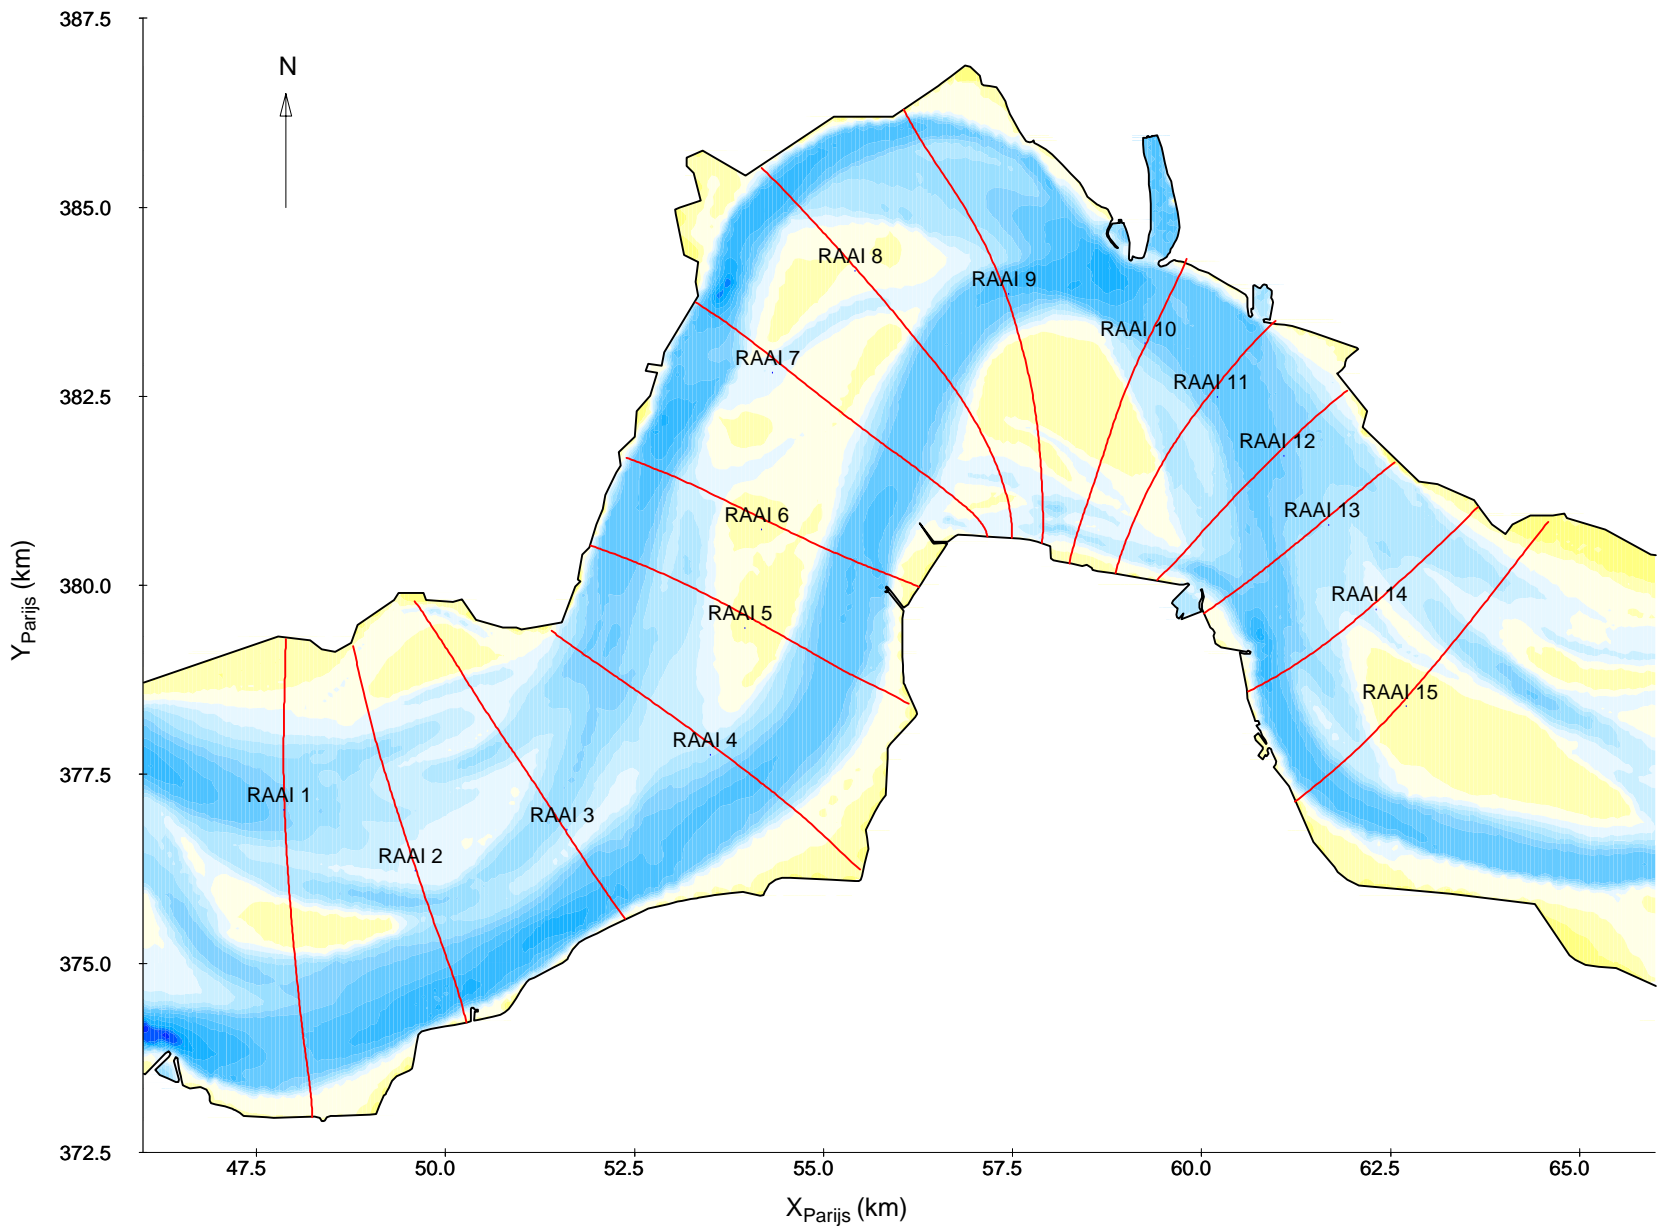 387.5
N
385.0
RAAI 8
RAAI 9
RAAI 10
RAAI 7
RAAI 11
382.5
RAAI 12
RAAI 6
RAAI 13
380.0
RAAI 14
RAAI 5
RAAI 15
RAAI 4
377.5
RAAI 1
RAAI 3
RAAI 2
375.0
372.5
Y Parijs (km)
47.5 50.0 52.5 55.0 57.5 60.0 62.5 65.0
X Parijs (km)